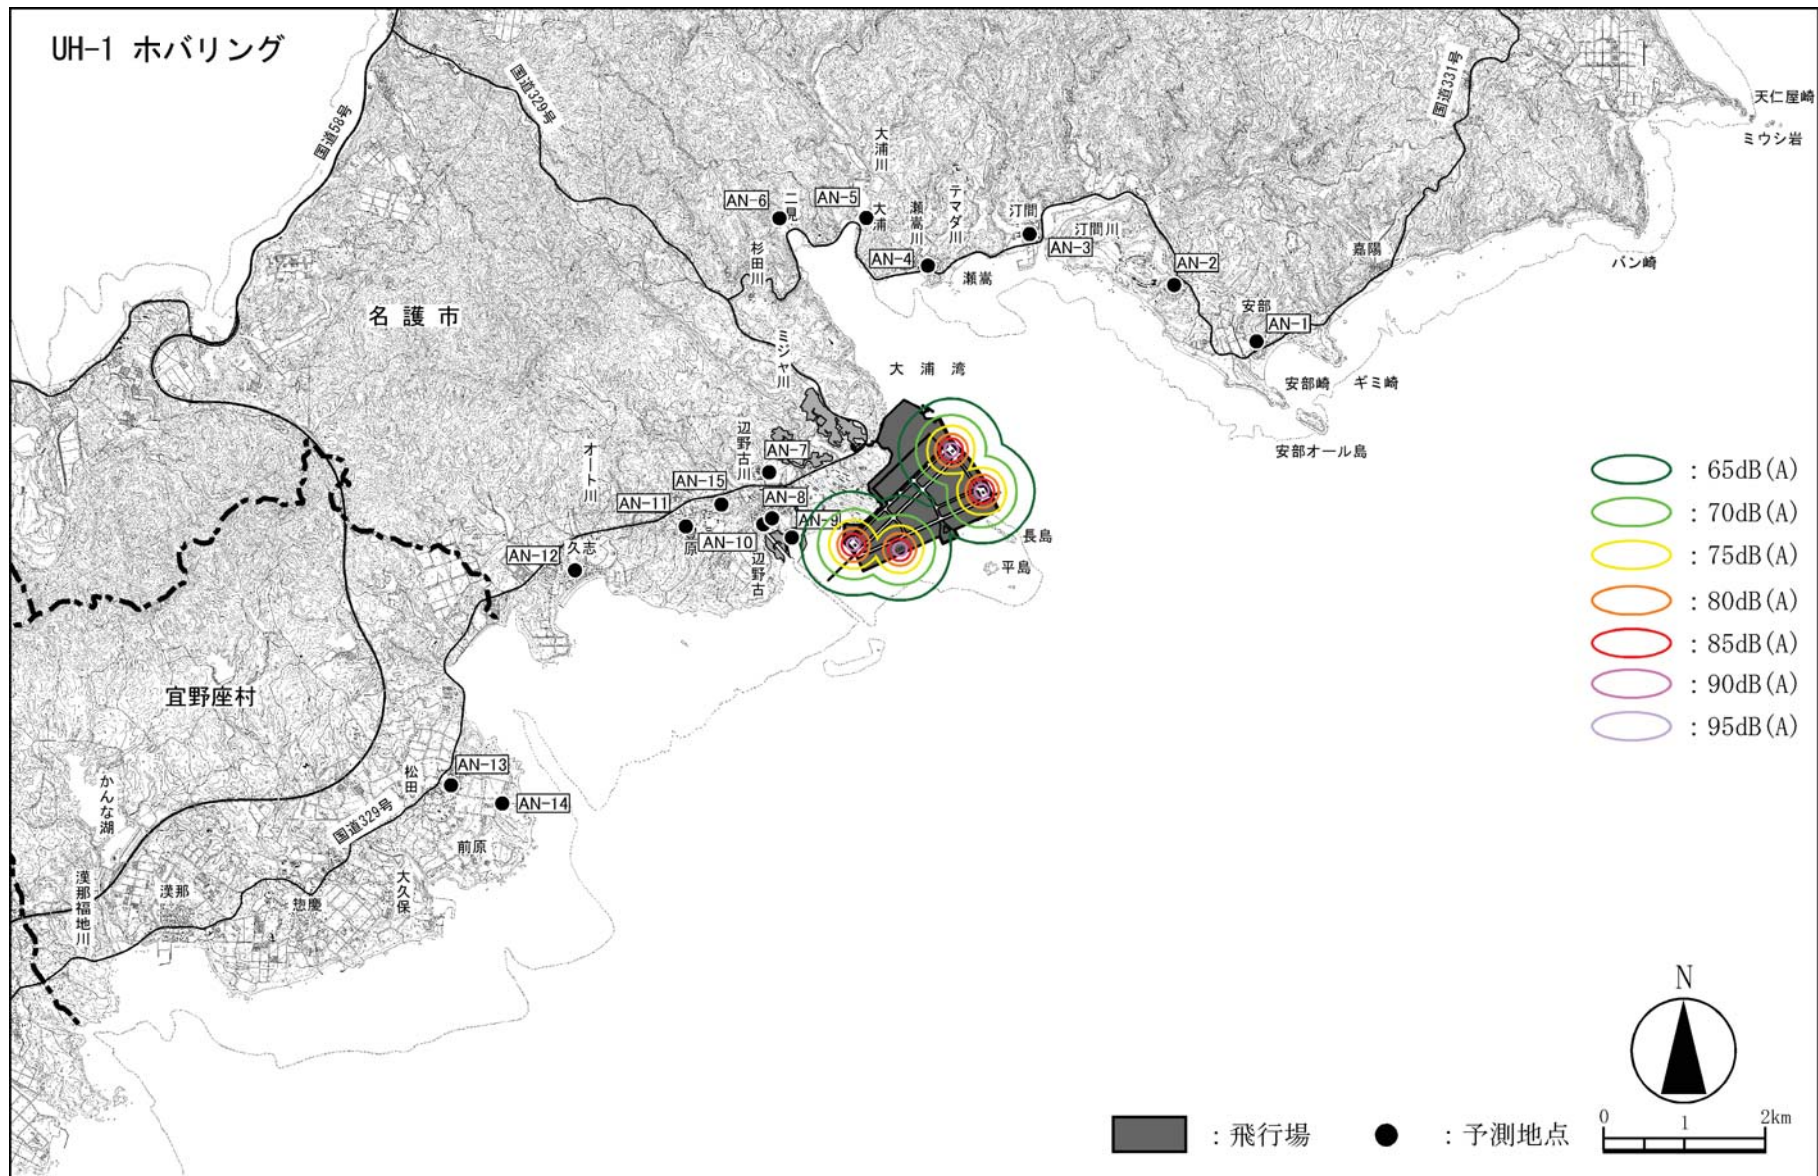 UH-1 ホバリング
国道58号
国道329号
国道331号
天仁屋崎
ミウシ岩
バン崎
嘉陽
大浦川
AN-6
二見
AN-5
大浦
瀬嵩川
テマダ川
汀間
汀間川
AN-3
AN-4
瀬嵩
AN-2
安部
AN-1
杉田川
名護市
ミジャ川
大浦湾
安部崎
ギミ崎
安部オール島
オート川
辺野古川
AN-7
AN-15
AN-11
AN-8
AN-9
AN-10
原
辺野古
AN-12
久志
長島
平島
: 65dB(A)
: 70dB(A)
: 75dB(A)
: 80dB(A)
: 85dB(A)
: 90dB(A)
: 95dB(A)
宜野座村
かんな湖
松田
AN-13
AN-14
国道329号
前原
大久保
惣慶
漢那
漢那福地川
N
: 飛行場
: 予測地点
0 1 2km